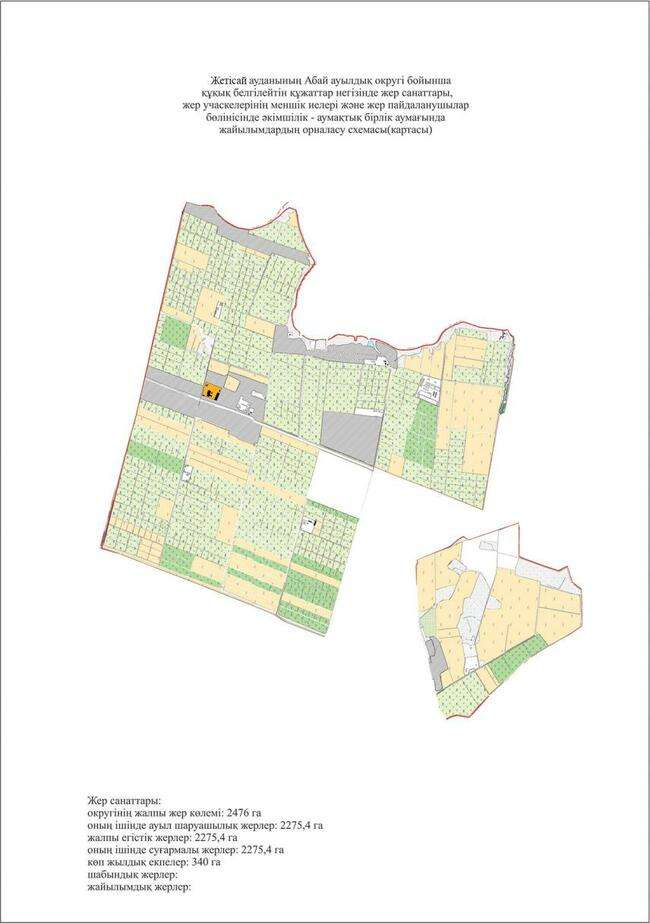 Жетісай ауданының Абай ауылдық округі бойынша
құқық белгілейтін құжаттар негізінде жер санаттары,
жер учаскелерінің меншік иелері және жер пайдаланушылар
бөлінісінде әкімшілік - аумақтық бірлік аумағында
жайылымдардың орналасу схемасы(картасы)
Жер санаттары:
округінің жалпы жер көлемі: 2476 га
оның ішінде ауыл шаруашылық жерлер: 2275,4 га
жалпы егістік жерлер: 2275,4 га
оның ішінде суғармалы жерлер: 2275,4 га
көп жылдық екпелер: 340 га
шабындық жерлер:
жайылымдық жерлер: